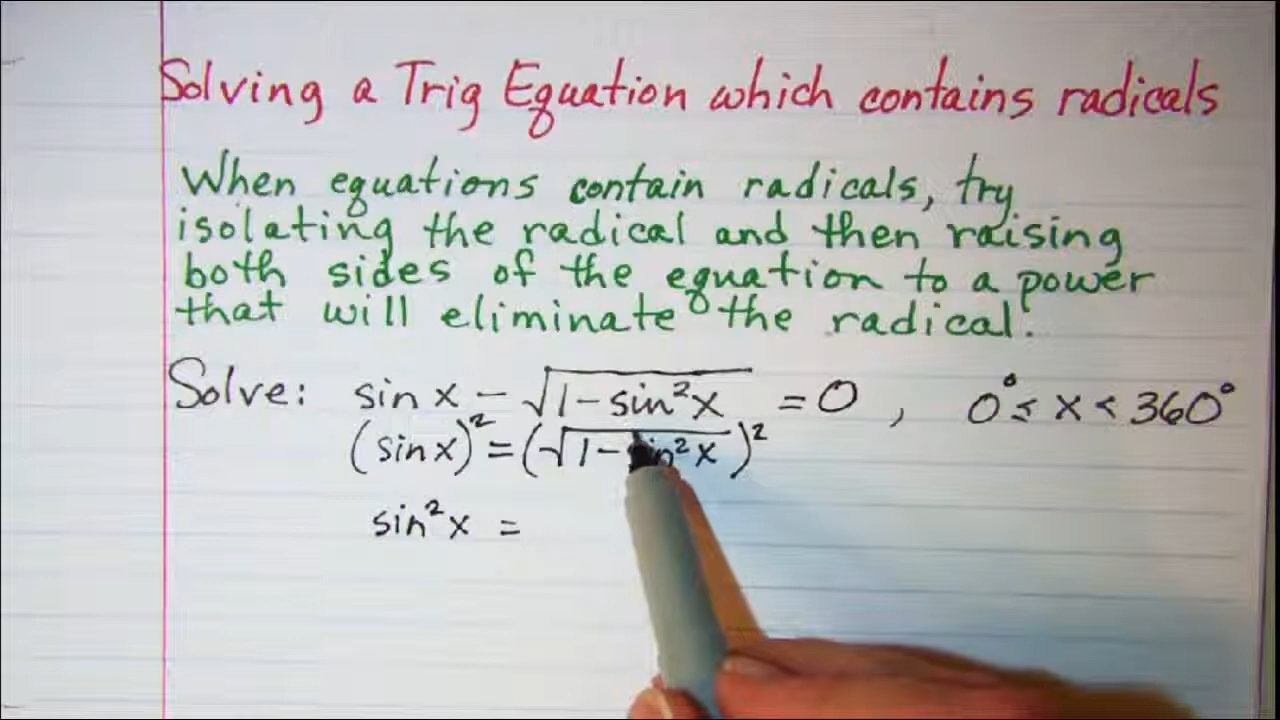 Solving a Trig Equation which contains radicals
When equations contain radicals, try
isolating the radical and then raising
both sides of the equation to a power
that will eliminate the radical.
Solve: sin x - √(1 - sin²x) = 0 , 0° ≤ x < 360°
(sin x)² = (√(1 - sin²x))²
sin²x =